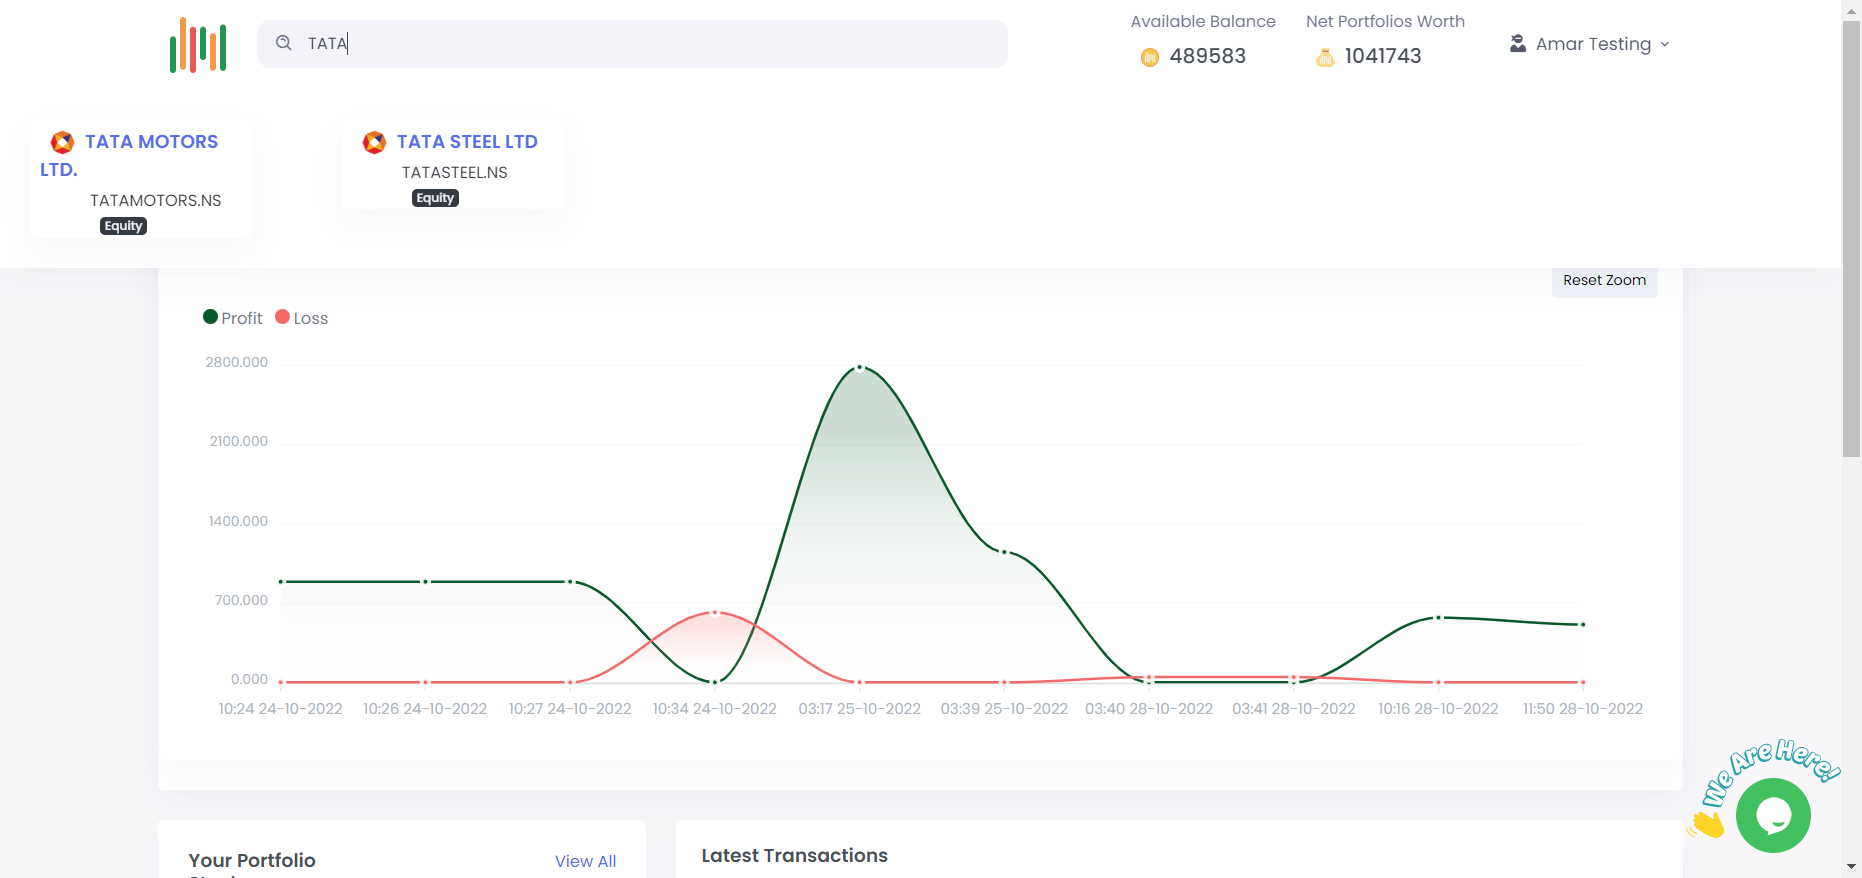 TATA
Available Balance
489583
Net Portfolios Worth
1041743
Amar Testing
TATA MOTORS
LTD.
TATAMOTORS.NS
Equity
TATA STEEL LTD
TATASTEEL.NS
Equity
Reset Zoom
Profit
Loss
2800.000
2100.000
1400.000
700.000
0.000
10:24 24-10-2022
10:26 24-10-2022
10:27 24-10-2022
10:34 24-10-2022
03:17 25-10-2022
03:39 25-10-2022
03:40 28-10-2022
03:41 28-10-2022
10:16 28-10-2022
11:50 28-10-2022
We Are Here!
Your Portfolio
View All
Latest Transactions